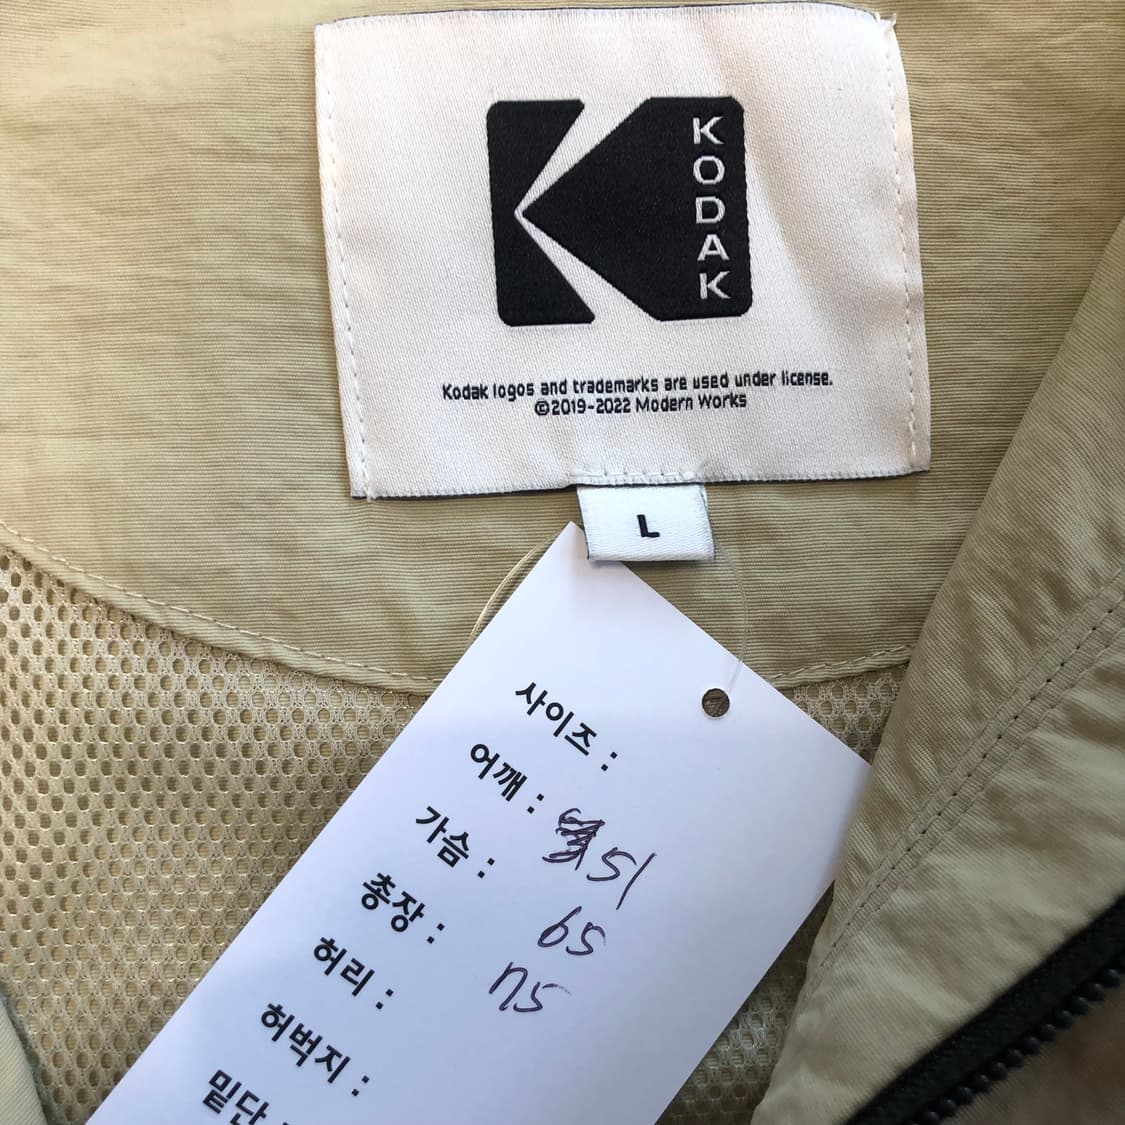 KODAK
Kodak logos and trademarks are used under license.
©2019-2022 Modern Works
L
사이즈 :
어깨 : 51
가슴 : 65
총장 : 75
허리 :
허벅지 :
밑단 :